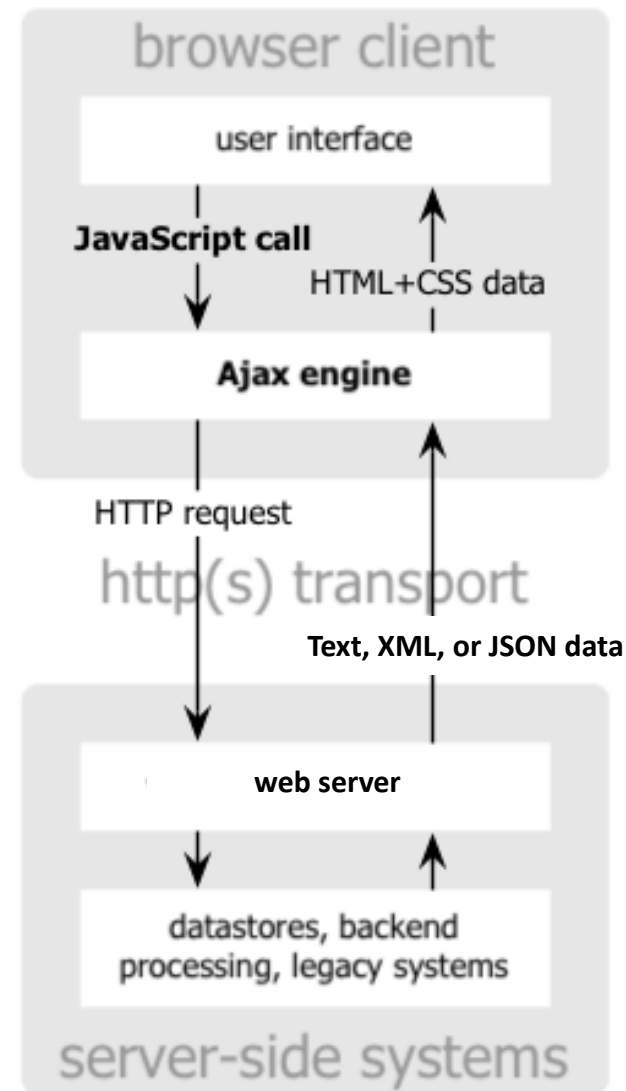 browser client
user interface
JavaScript call
HTML+CSS data
Ajax engine
HTTP request
http(s) transport
Text, XML, or JSON data
web server
datastores, backend
processing, legacy systems
server-side systems